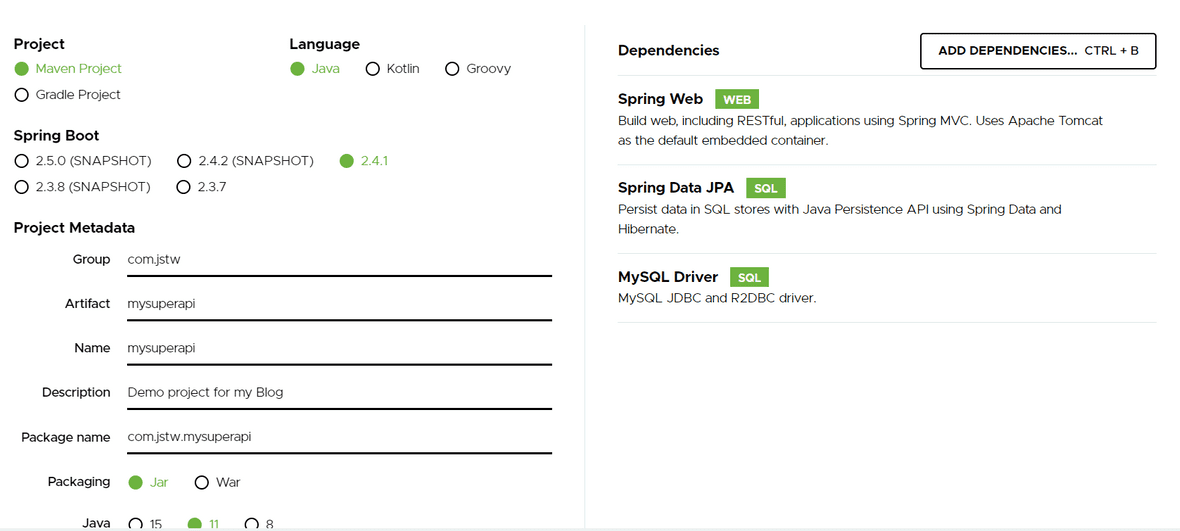 Project
Language
Maven Project
Java Kotlin Groovy
Gradle Project
Spring Boot
2.5.0 (SNAPSHOT) 2.4.2 (SNAPSHOT) 2.4.1
2.3.8 (SNAPSHOT) 2.3.7
Project Metadata
Group com.jstw
Artifact mysuperapi
Name mysuperapi
Description Demo project for my Blog
Package name com.jstw.mysuperapi
Packaging Jar War
Java 15 11 8
Dependencies ADD DEPENDENCIES... CTRL + B
Spring Web WEB
Build web, including RESTful, applications using Spring MVC. Uses Apache Tomcat
as the default embedded container.
Spring Data JPA SQL
Persist data in SQL stores with Java Persistence API using Spring Data and
Hibernate.
MySQL Driver SQL
MySQL JDBC and R2DBC driver.